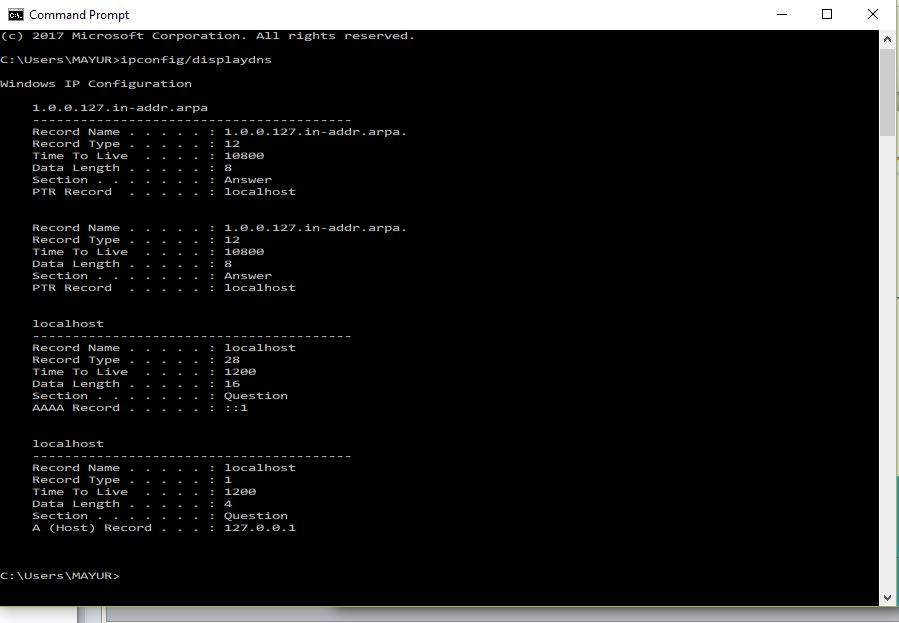 Command Prompt
(c) 2017 Microsoft Corporation. All rights reserved.
C:\Users\MAYUR>ipconfig/displaydns
Windows IP Configuration
1.0.0.127.in-addr.arpa
----------------------------------------
Record Name . . . . . : 1.0.0.127.in-addr.arpa.
Record Type . . . . . : 12
Time To Live  . . . . : 10800
Data Length . . . . . : 8
Section . . . . . . . : Answer
PTR Record  . . . . . : localhost
Record Name . . . . . : 1.0.0.127.in-addr.arpa.
Record Type . . . . . : 12
Time To Live  . . . . : 10800
Data Length . . . . . : 8
Section . . . . . . . : Answer
PTR Record  . . . . . : localhost
localhost
----------------------------------------
Record Name . . . . . : localhost
Record Type . . . . . : 28
Time To Live  . . . . : 1200
Data Length . . . . . : 16
Section . . . . . . . : Question
AAAA Record . . . . . : ::1
localhost
----------------------------------------
Record Name . . . . . : localhost
Record Type . . . . . : 1
Time To Live  . . . . : 1200
Data Length . . . . . : 4
Section . . . . . . . : Question
A (Host) Record . . . : 127.0.0.1
C:\Users\MAYUR>